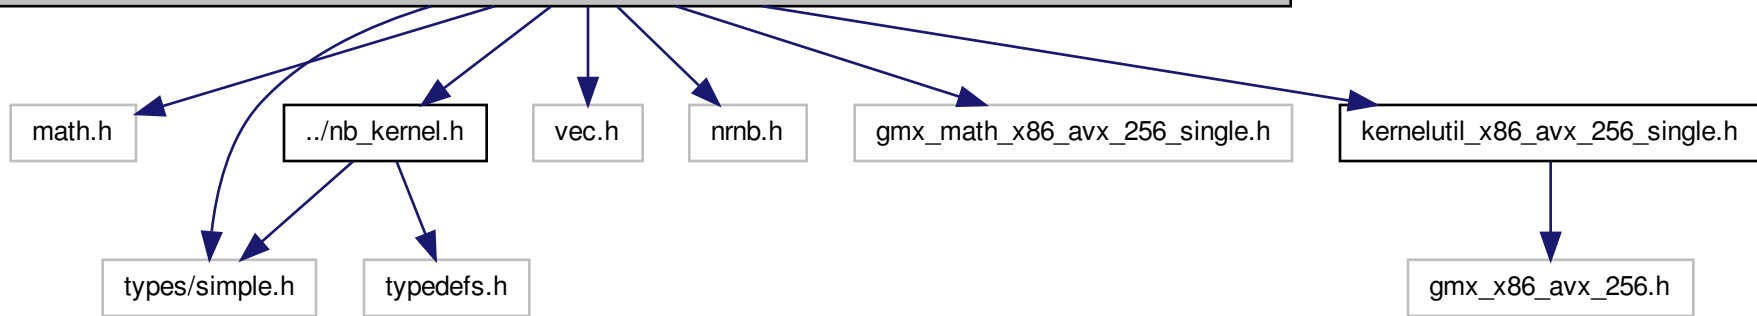 math.h
../nb_kernel.h
vec.h
nrnb.h
gmx_math_x86_avx_256_single.h
kernelutil_x86_avx_256_single.h
types/simple.h
typedefs.h
gmx_x86_avx_256.h